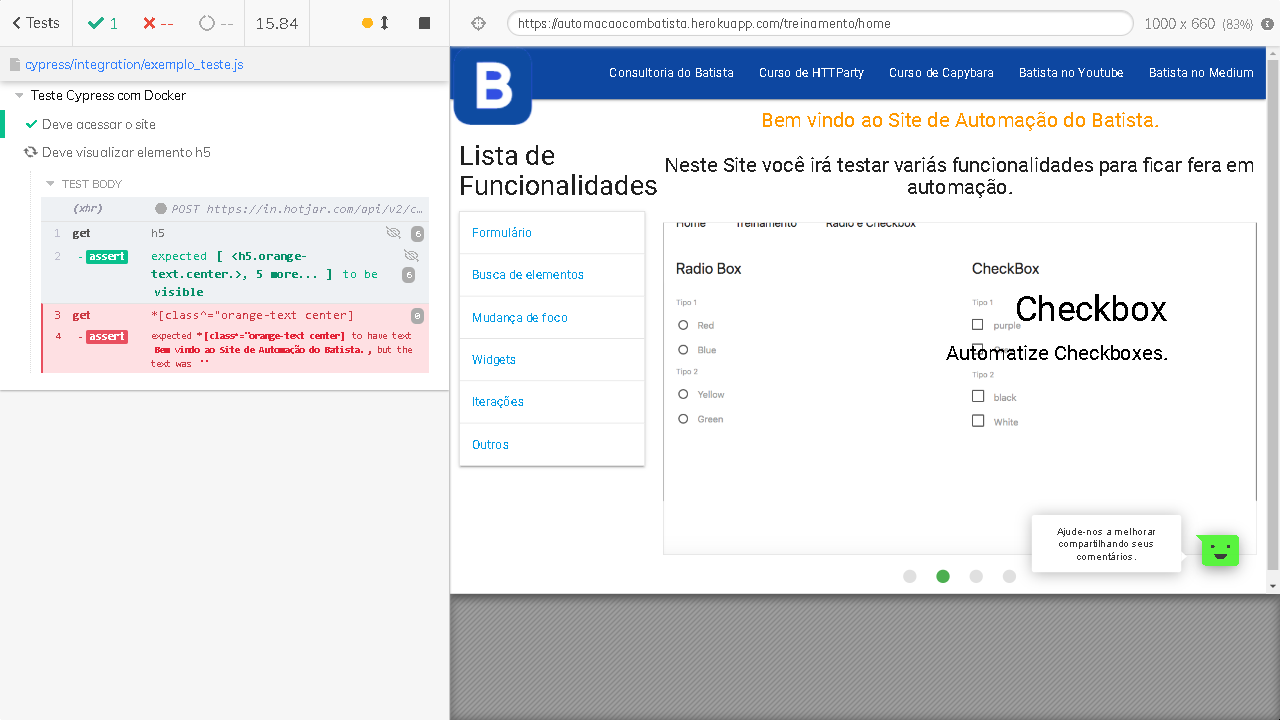 Tests
1
--
--
15.84
https://automacaocombatista.herokuapp.com/treinamento/home
1000 x 660 (83%)
cypress/integration/exemplo_teste.js
Teste Cypress com Docker
Deve acessar o site
Deve visualizar elemento h5
TEST BODY
(xhr) POST https://in.hotjar.com/api/v2/c…
1 get h5 6
2 - assert expected [ <h5.orange-
text.center.>, 5 more... ] to be 6
visible
3 get *[class^="orange-text center] 0
4 - assert expected *[class^="orange-text center] to have text
Bem vindo ao Site de Automação do Batista. , but the
text was ''
B
Consultoria do Batista
Curso de HTTParty
Curso de Capybara
Batista no Youtube
Batista no Medium
Bem vindo ao Site de Automação do Batista.
Lista de
Funcionalidades
Neste Site você irá testar variás funcionalidades para ficar fera em
automação.
Formulário
Busca de elementos
Mudança de foco
Widgets
Iterações
Outros
Home Treinamento Radio e Checkbox
Radio Box
Tipo 1
Red
Blue
Tipo 2
Yellow
Green
CheckBox
Tipo 1
purple
Tipo 2
black
White
Checkbox
Automatize Checkboxes.
Ajude-nos a melhorar
compartilhando seus
comentários.